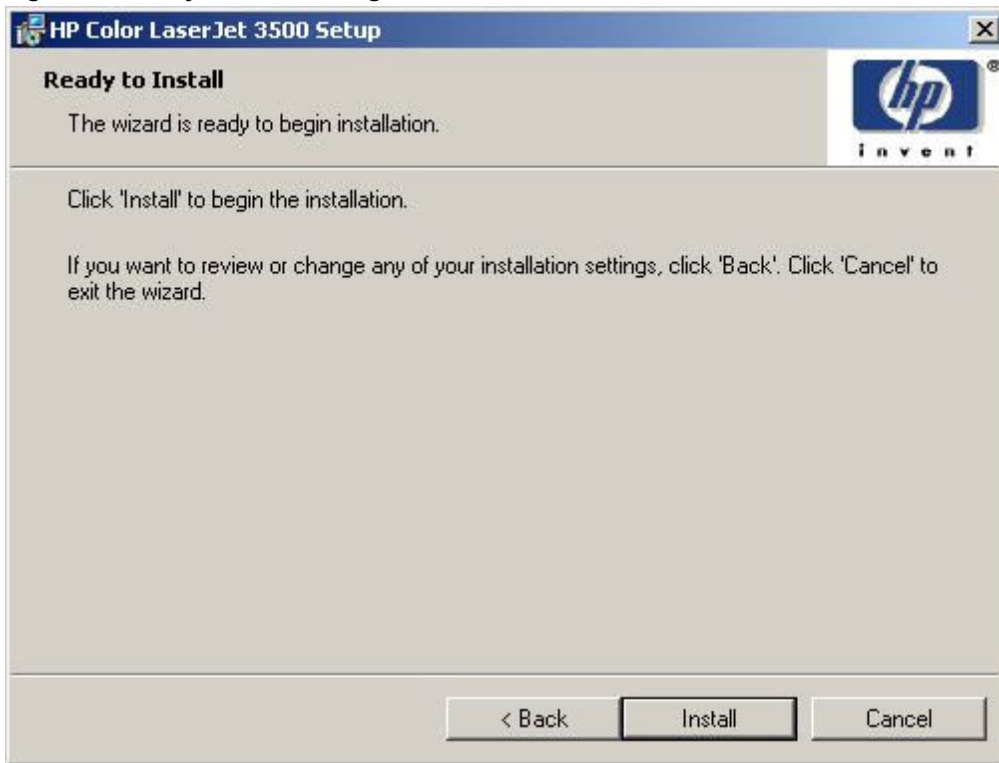 HP Color LaserJet 3500 Setup
Ready to Install
The wizard is ready to begin installation.
hp
®
invent
Click 'Install' to begin the installation.
If you want to review or change any of your installation settings, click 'Back'. Click 'Cancel' to
exit the wizard.
< Back
Install
Cancel